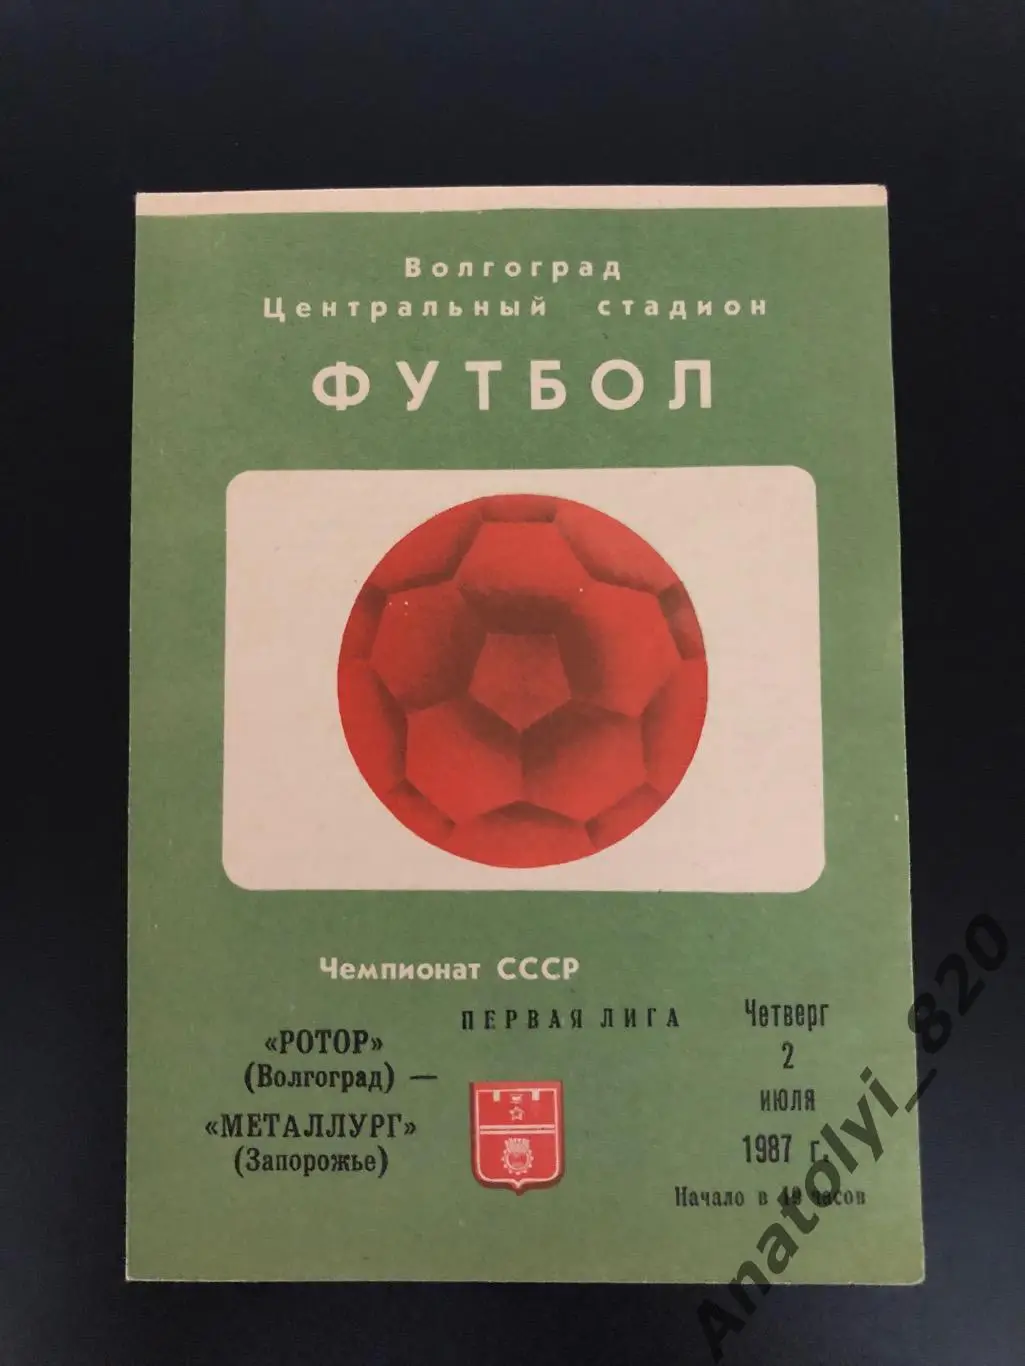 Волгоград
Центральный стадион
ФУТБОЛ
Чемпионат СССР
ПЕРВАЯ ЛИГА
«РОТОР»
(Волгоград) —
«МЕТАЛЛУРГ»
(Запорожье)
Четверг
2
июля
1987 г.
Начало в 19 часов
Anatolyi_820